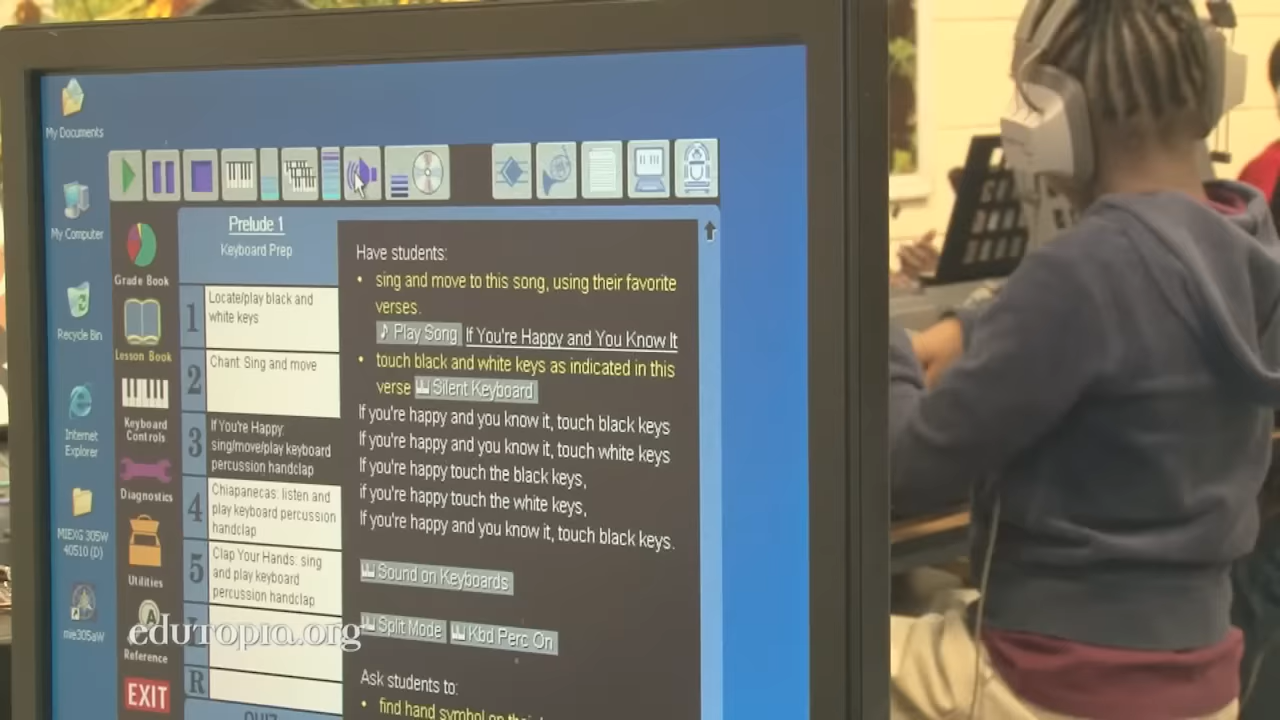 My Documents
My Computer
Recycle Bin
Internet
Explorer
MIEXG 305W
40510 (D)
mie305aW
Grade Book
Lesson Book
Keyboard
Controls
Diagnostics
Utilities
Reference
EXIT
Prelude 1
Keyboard Prep
1
Locate/play black and
white keys
2
Chant: Sing and move
3
If You're Happy:
sing/move/play keyboard
percussion handclap
4
Chiapanecas: listen and
play keyboard percussion
handclap
5
Clap Your Hands: sing
and play keyboard
percussion handclap
R
QUIZ
Have students:
• sing and move to this song, using their favorite
verses.
Play Song If You're Happy and You Know It
• touch black and white keys as indicated in this
verse Silent Keyboard
If you're happy and you know it, touch black keys
If you're happy and you know it, touch white keys
If you're happy touch the black keys,
if you're happy touch the white keys,
If you're happy and you know it, touch black keys.
Sound on Keyboards
Split Mode Kbd Perc On
Ask students to:
• find hand symbol on
edutopia.org